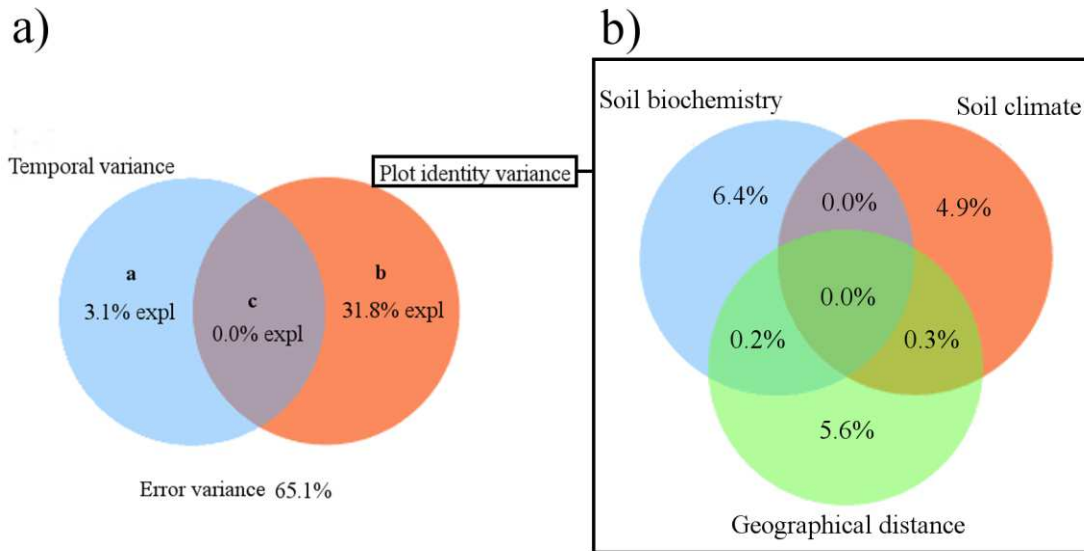 a)
Temporal variance
Plot identity variance
a
3.1% expl
c
0.0% expl
b
31.8% expl
Error variance 65.1%
b)
Soil biochemistry
Soil climate
6.4%
0.0%
4.9%
0.0%
0.2%
0.3%
5.6%
Geographical distance